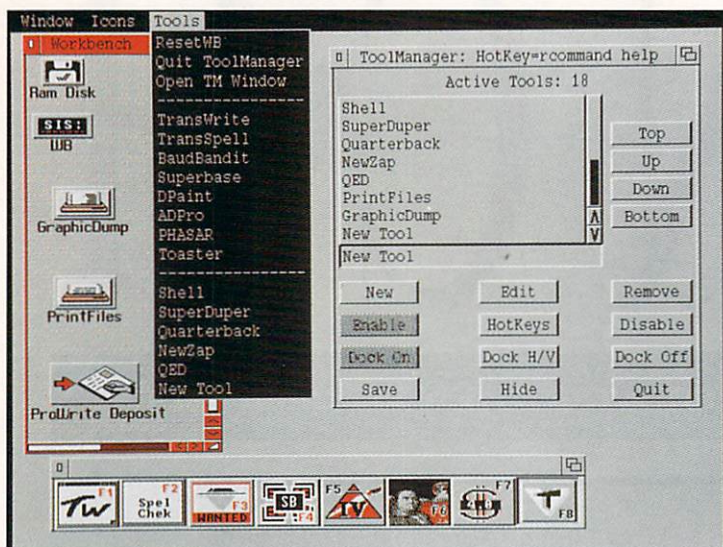 Window Icons Tools
Workbench
Ram Disk
SIS:
WB
GraphicDump
PrintFiles
ProWrite Deposit
ResetWB
Quit ToolManager
Open TM Window
TransWrite
TransSpell
BaudBandit
Superbase
DPaint
ADPro
PHASAR
Toaster
Shell
SuperDuper
Quarterback
NewZap
QED
New Tool
ToolManager: HotKey=rcommand help
Active Tools: 18
Shell
SuperDuper
Quarterback
NewZap
QED
PrintFiles
GraphicDump
New Tool
New Tool
Top
Up
Down
Bottom
New Edit Remove
Enable HotKeys Disable
Dock On Dock H/V Dock Off
Save Hide Quit
F1
Tw
F2
Spel
Chek
F3
WANTED
SB
F4
F5
IV
F6
F7
T
F8